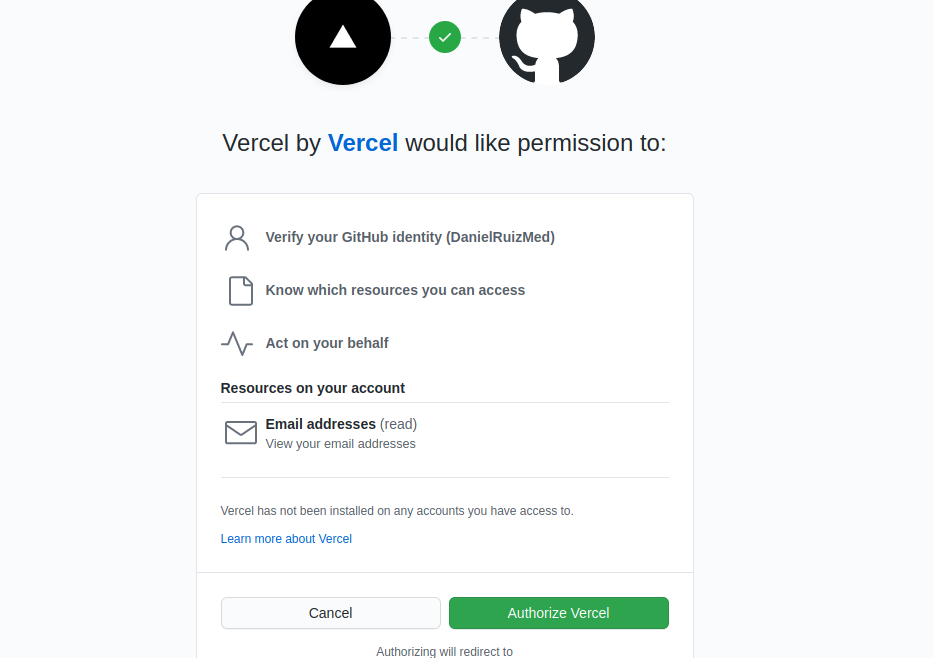 Vercel by Vercel would like permission to:
Verify your GitHub identity (DanielRuizMed)
Know which resources you can access
Act on your behalf
Resources on your account
Email addresses (read)
View your email addresses
Vercel has not been installed on any accounts you have access to.
Learn more about Vercel
Cancel
Authorize Vercel
Authorizing will redirect to